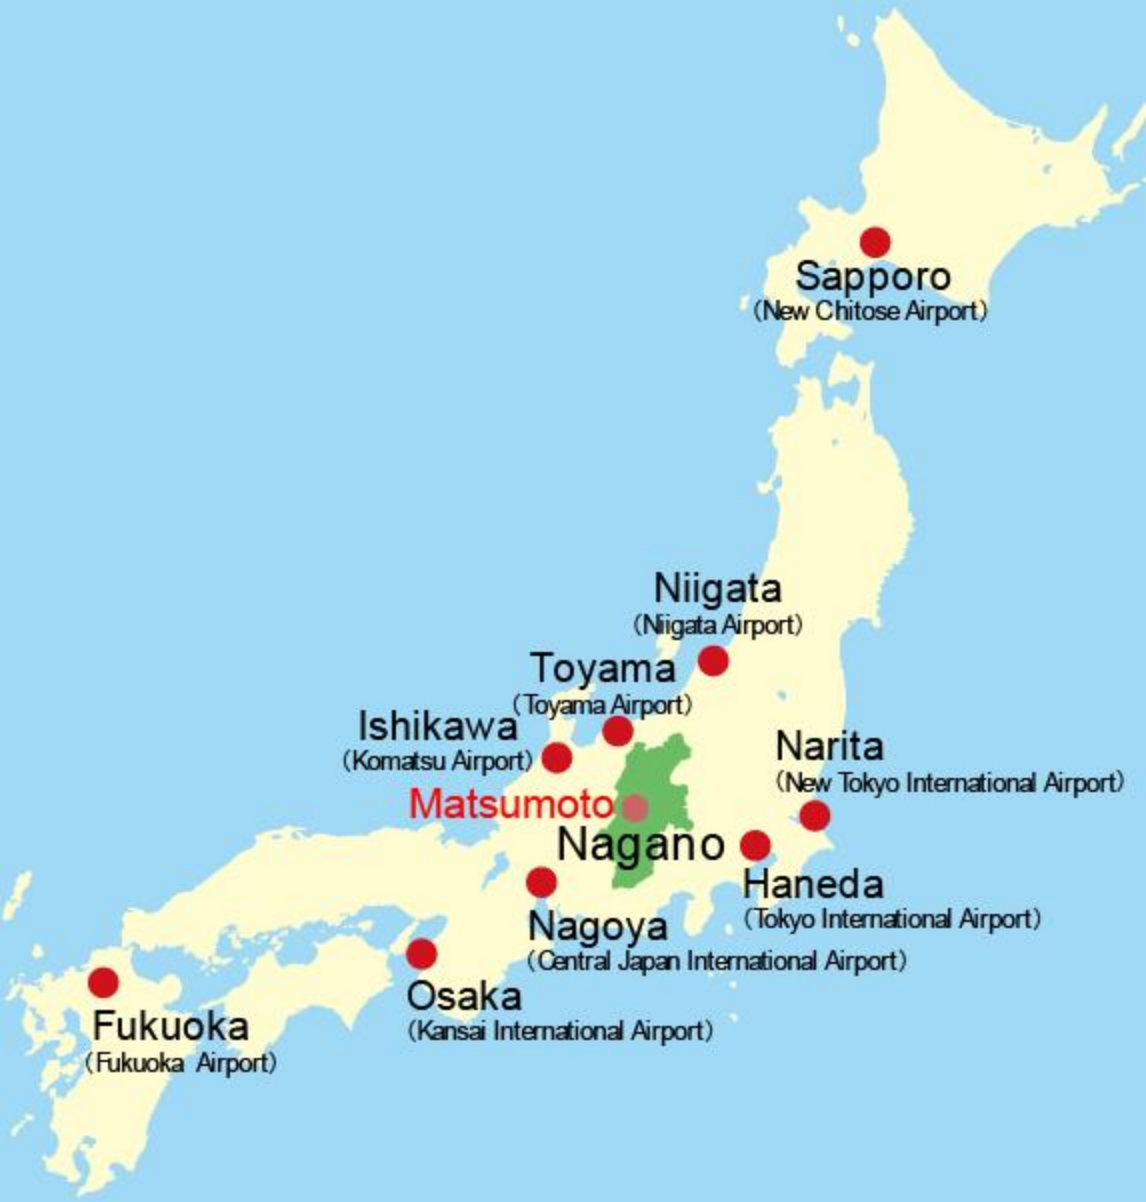 Sapporo
(New Chitose Airport)
Niigata
(Niigata Airport)
Toyama
(Toyama Airport)
Ishikawa
(Komatsu Airport)
Narita
(New Tokyo International Airport)
Matsumoto
Nagano
Haneda
(Tokyo International Airport)
Nagoya
(Central Japan International Airport)
Osaka
(Kansai International Airport)
Fukuoka
(Fukuoka Airport)